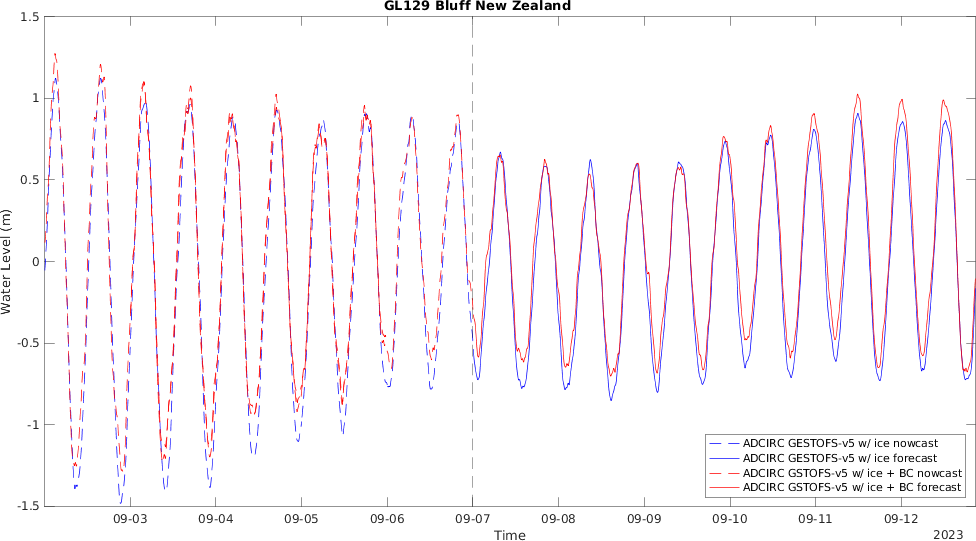 GL129 Bluff New Zealand
1.5
1
0.5
0
-0.5
-1
-1.5
Water Level (m)
ADCIRC GESTOFS-v5 w/ ice nowcast
ADCIRC GESTOFS-v5 w/ ice forecast
ADCIRC GSTOFS-v5 w/ ice + BC nowcast
ADCIRC GSTOFS-v5 w/ ice + BC forecast
09-03 09-04 09-05 09-06 09-07 09-08 09-09 09-10 09-11 09-12
Time
2023